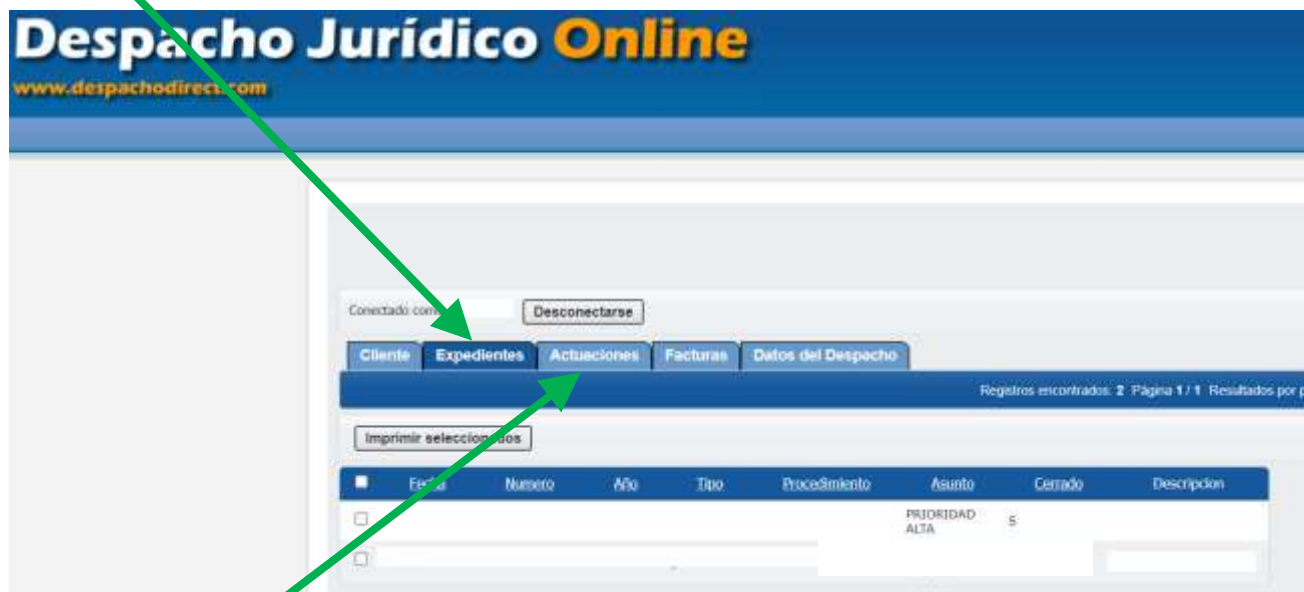 Despacho Jurídico Online
www.despachodirect.com
Conectado com
Desconectarse
Cliente Expedientes Actuaciones Facturas Datos del Despacho
Registros encontrados: 2 Página 1 / 1 Resultados por p
Imprimir seleccionados
Fecha Numero Año Tipo Procedimiento Asunto Cerrado Descripcion
PRIORIDAD
ALTA
S